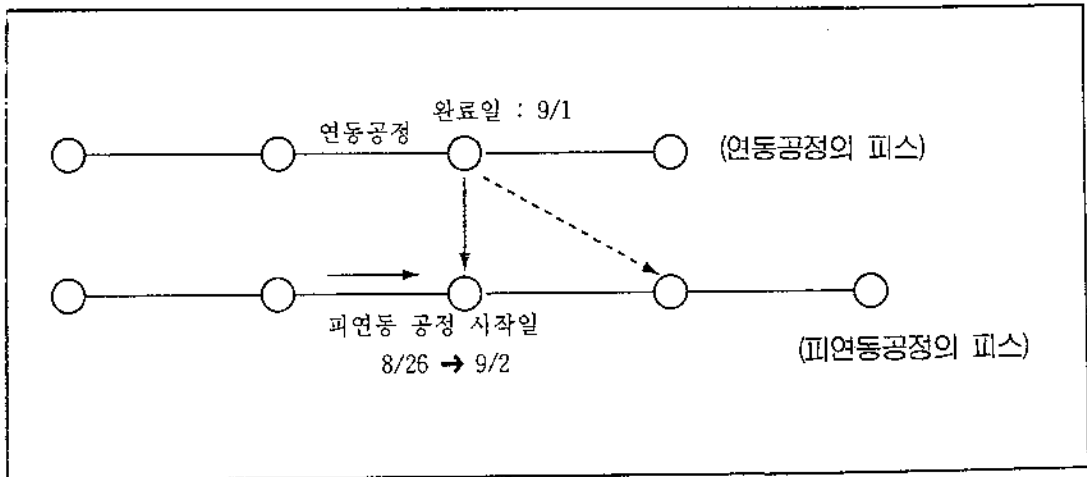 완료일 : 9/1
연동공정
(연동공정의 피스)
피연동 공정 시작일
8/26 → 9/2
(피연동공정의 피스)